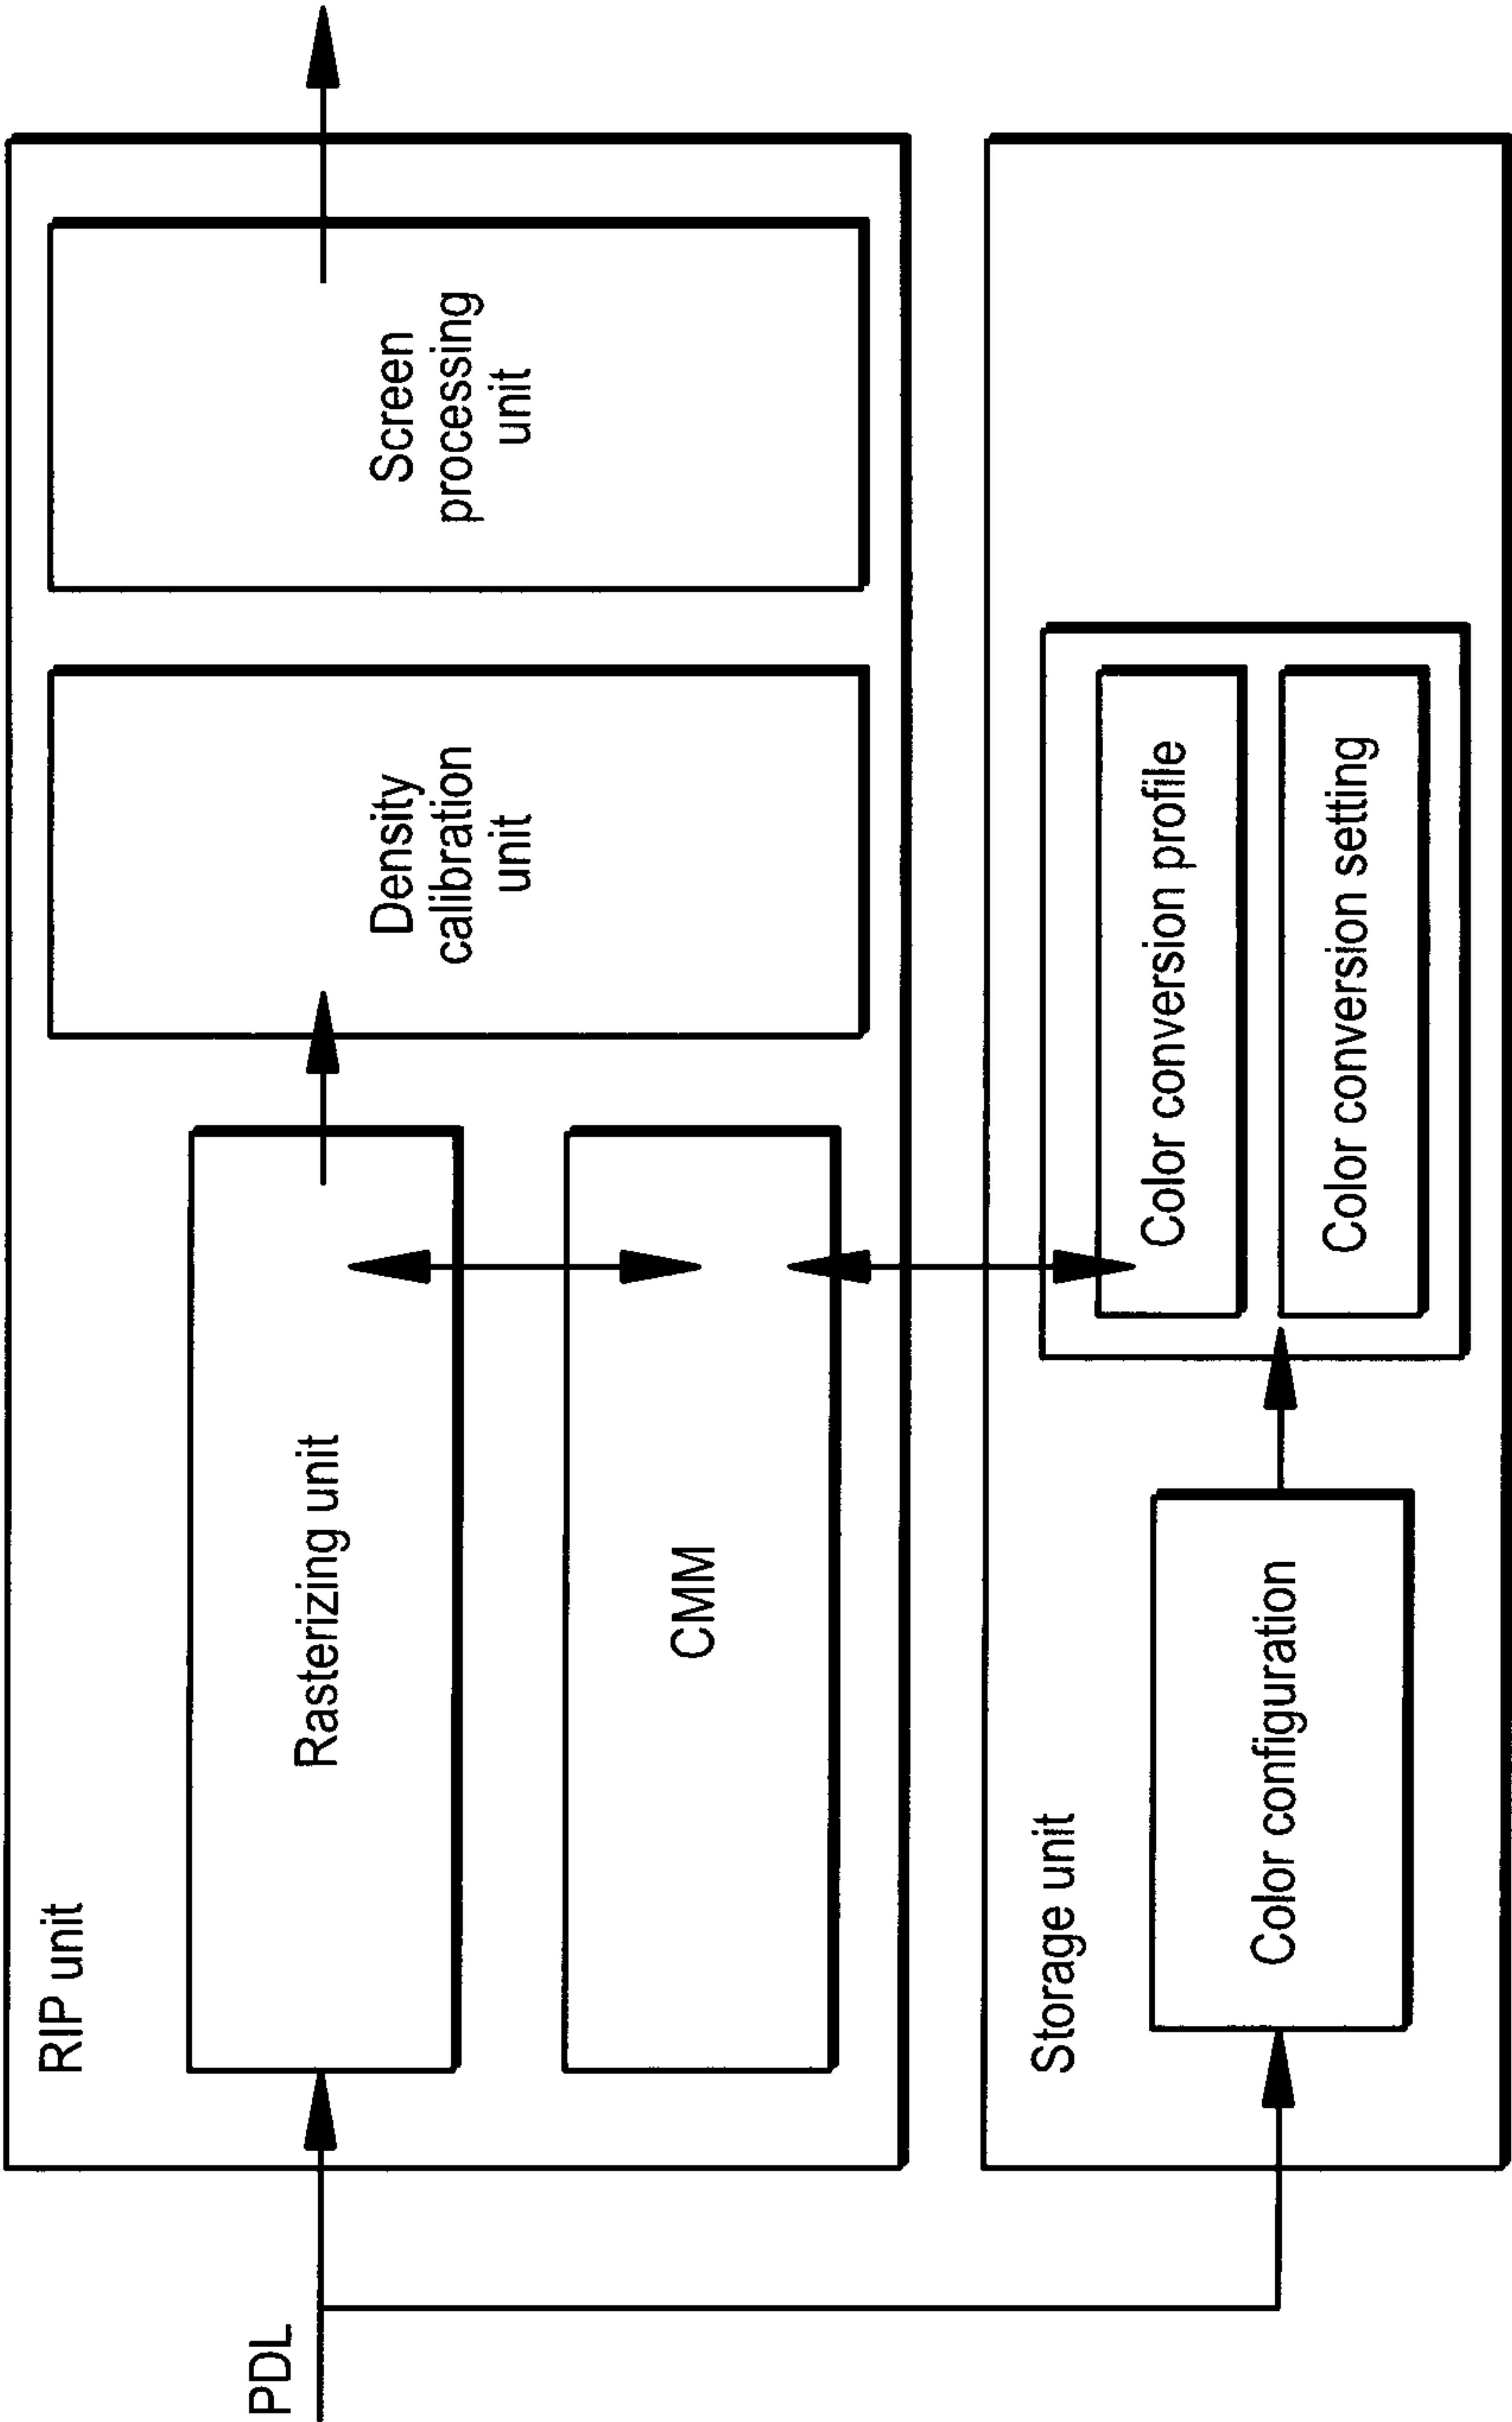 PDL
RIP unit
Rasterizing unit
CMM
Density
calibration
unit
Screen
processing
unit
Storage unit
Color configuration
Color conversion profile
Color conversion setting